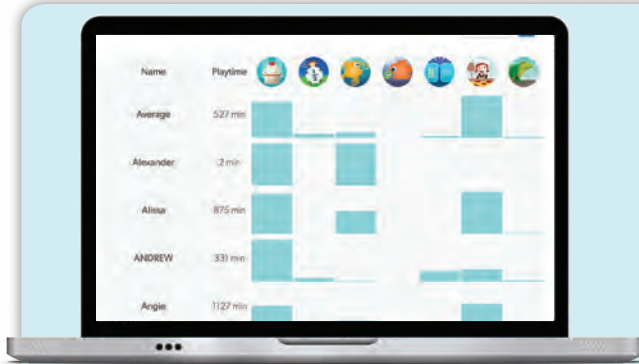 Name Playtime
Average 527 min
Alexander 2 min
Alissa 875 min
ANDREW 331 min
Angie 1127 min